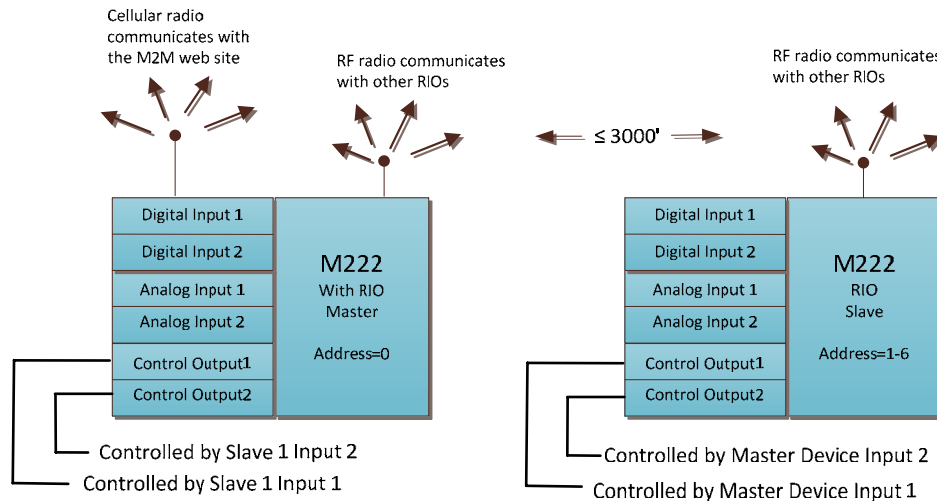 Cellular radio
communicates with
the M2M web site
RF radio communicates
with other RIOs
≤ 3000'
RF radio communicates
with other RIOs
Digital Input 1
Digital Input 2
Analog Input 1
Analog Input 2
Control Output1
Control Output2
M222
With RIO
Master
Address=0
Controlled by Slave 1 Input 2
Controlled by Slave 1 Input 1
Digital Input 1
Digital Input 2
Analog Input 1
Analog Input 2
Control Output1
Control Output2
M222
RIO
Slave
Address=1-6
Controlled by Master Device Input 2
Controlled by Master Device Input 1